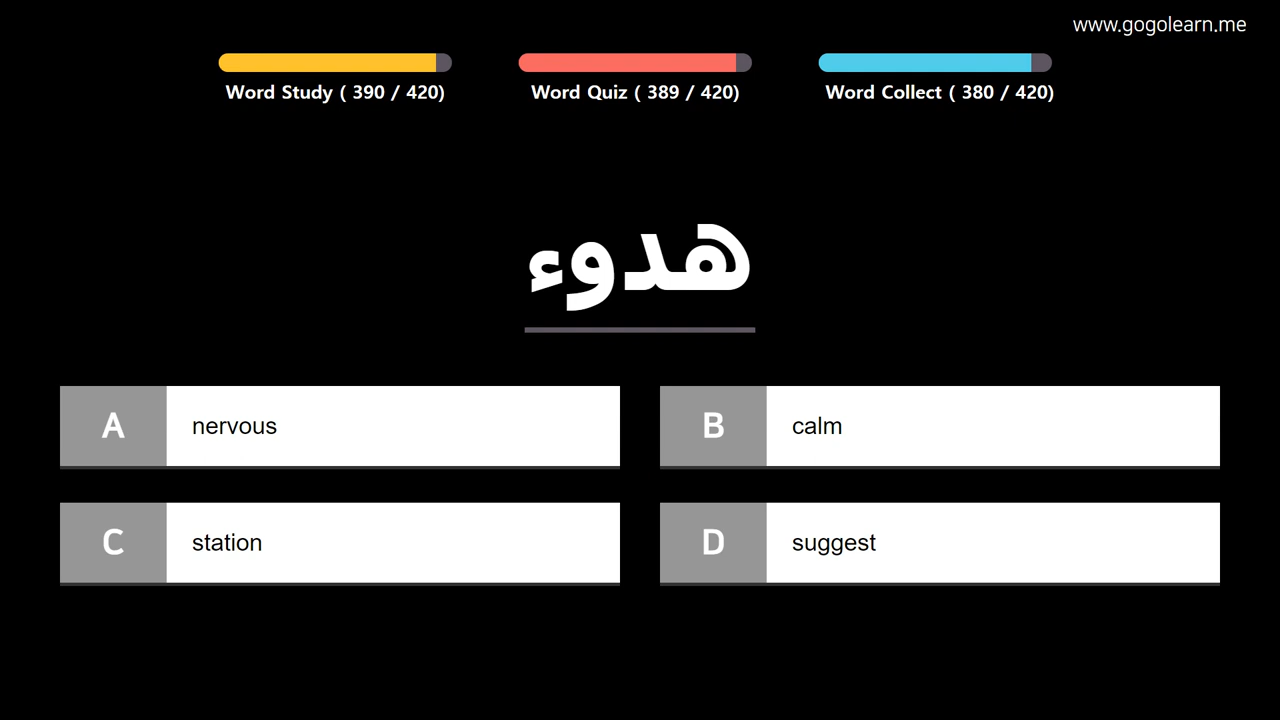 www.gogolearn.me
Word Study ( 390 / 420)
Word Quiz ( 389 / 420)
Word Collect ( 380 / 420)
هدوء
A nervous
B calm
C station
D suggest